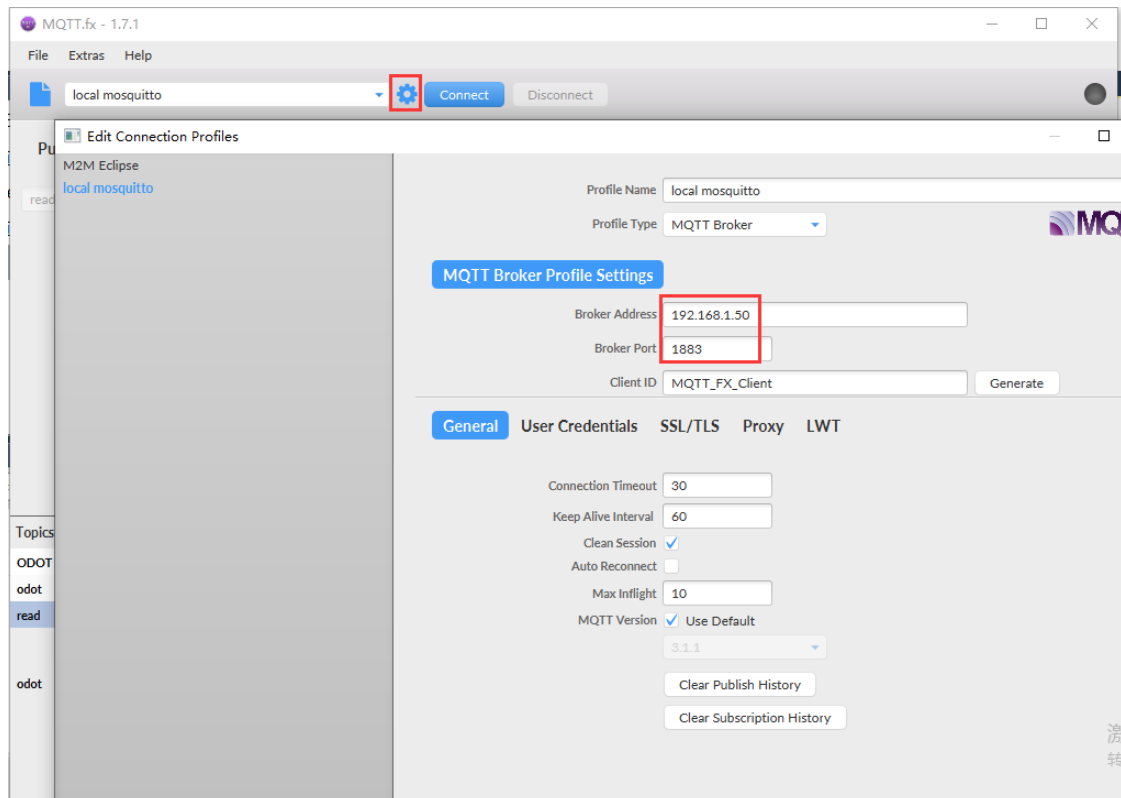 MQTT.fx - 1.7.1
File Extras Help
local mosquitto Connect Disconnect
Edit Connection Profiles
M2M Eclipse
local mosquitto
read
Profile Name local mosquitto
Profile Type MQTT Broker
MQ
MQTT Broker Profile Settings
Broker Address 192.168.1.50
Broker Port 1883
Client ID MQTT_FX_Client Generate
General User Credentials SSL/TLS Proxy LWT
Connection Timeout 30
Keep Alive Interval 60
Clean Session
Auto Reconnect
Max Inflight 10
MQTT Version Use Default
3.1.1
Clear Publish History
Clear Subscription History
Topics
ODOT
odot
read
odot
激
转